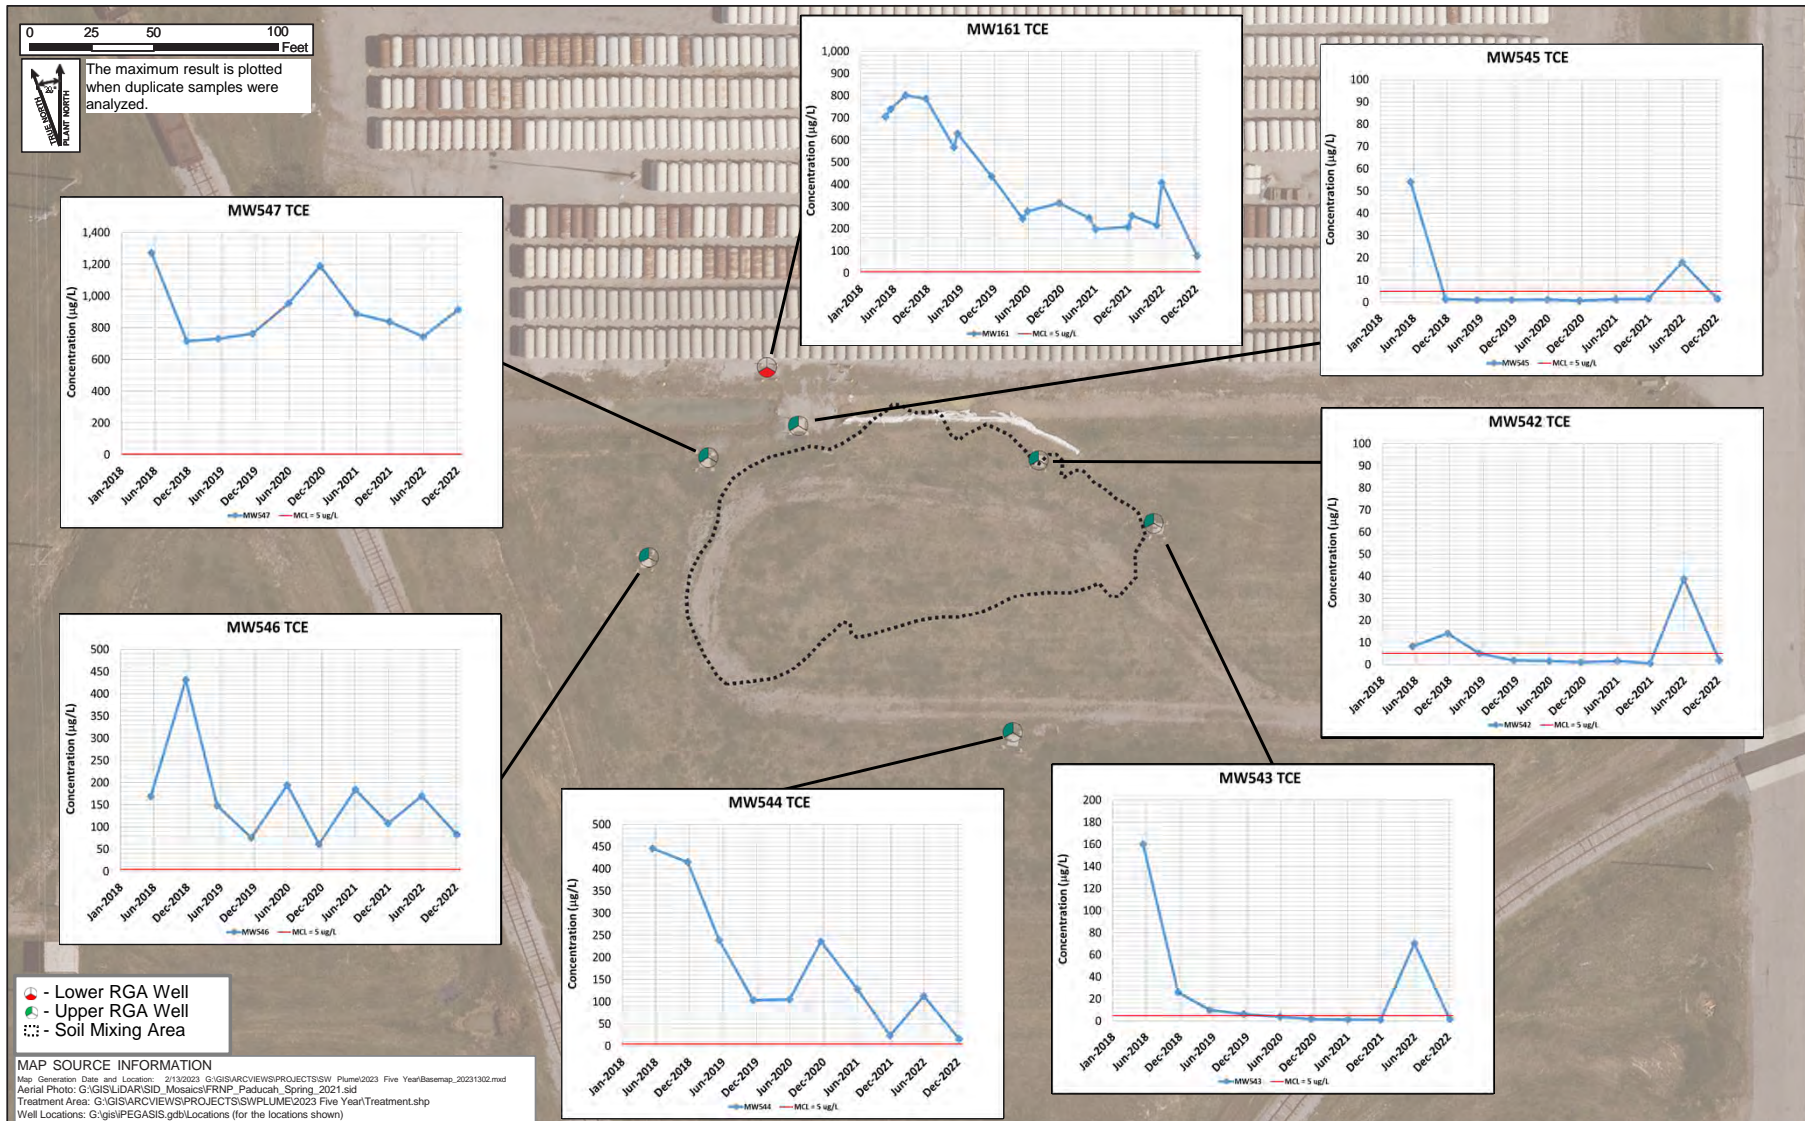 0 25 50 100
Feet
TRUE NORTH
PLANT NORTH
The maximum result is plotted
when duplicate samples were
analyzed.
MW161 TCE
Concentration (µg/L)
1,000
900
800
700
600
500
400
300
200
100
0
Jan-2018 Jun-2018 Dec-2018 Jun-2019 Dec-2019 Jun-2020 Dec-2020 Jun-2021 Dec-2021 Jun-2022 Dec-2022
MW161 MCL = 5 ug/L
MW545 TCE
Concentration (µg/L)
100
90
80
70
60
50
40
30
20
10
0
Jan-2018 Jun-2018 Dec-2018 Jun-2019 Dec-2019 Jun-2020 Dec-2020 Jun-2021 Dec-2021 Jun-2022 Dec-2022
MW545 MCL = 5 ug/L
MW547 TCE
Concentration (µg/L)
1,400
1,200
1,000
800
600
400
200
0
Jan-2018 Jun-2018 Dec-2018 Jun-2019 Dec-2019 Jun-2020 Dec-2020 Jun-2021 Dec-2021 Jun-2022 Dec-2022
MW547 MCL = 5 ug/L
MW542 TCE
Concentration (µg/L)
100
90
80
70
60
50
40
30
20
10
0
Jan-2018 Jun-2018 Dec-2018 Jun-2019 Dec-2019 Jun-2020 Dec-2020 Jun-2021 Dec-2021 Jun-2022 Dec-2022
MW542 MCL = 5 ug/L
MW546 TCE
Concentration (µg/L)
500
450
400
350
300
250
200
150
100
50
0
Jan-2018 Jun-2018 Dec-2018 Jun-2019 Dec-2019 Jun-2020 Dec-2020 Jun-2021 Dec-2021 Jun-2022 Dec-2022
MW546 MCL = 5 ug/L
MW544 TCE
Concentration (µg/L)
500
450
400
350
300
250
200
150
100
50
0
Jan-2018 Jun-2018 Dec-2018 Jun-2019 Dec-2019 Jun-2020 Dec-2020 Jun-2021 Dec-2021 Jun-2022 Dec-2022
MW544 MCL = 5 ug/L
MW543 TCE
Concentration (µg/L)
200
180
160
140
120
100
80
60
40
20
0
Jan-2018 Jun-2018 Dec-2018 Jun-2019 Dec-2019 Jun-2020 Dec-2020 Jun-2021 Dec-2021 Jun-2022 Dec-2022
MW543 MCL = 5 ug/L
- Lower RGA Well
- Upper RGA Well
- Soil Mixing Area
MAP SOURCE INFORMATION
Map Generation Date and Location: 2/13/2023 G:\GIS\ARCVIEWS\PROJECTS\SW Plume\2023 Five Year\Basemap_20231302.mxd
Aerial Photo: G:\GIS\LiDAR\SID_Mosaics\FRNP_Paducah_Spring_2021.sid
Treatment Area: G:\GIS\ARCVIEWS\PROJECTS\SWPLUME\2023 Five Year\Treatment.shp
Well Locations: G:\gis\PEGASIS.gdb\Locations (for the locations shown)